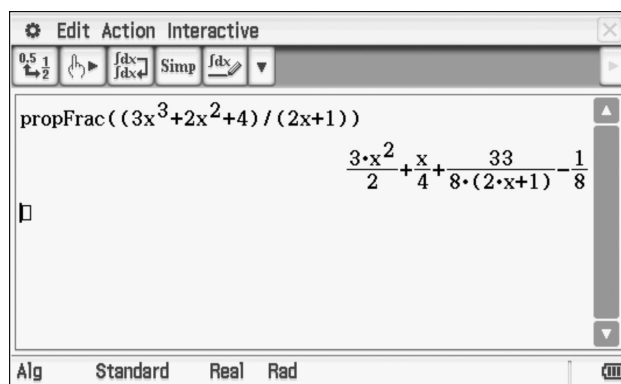 Edit Action Interactive
0.5 1/2 ∫dx ∫dx Simp ∫dx
propFrac((3x^3+2x^2+4)/(2x+1))
3·x^2/2+x/4+33/8·(2·x+1)-1/8
Alg Standard Real Rad